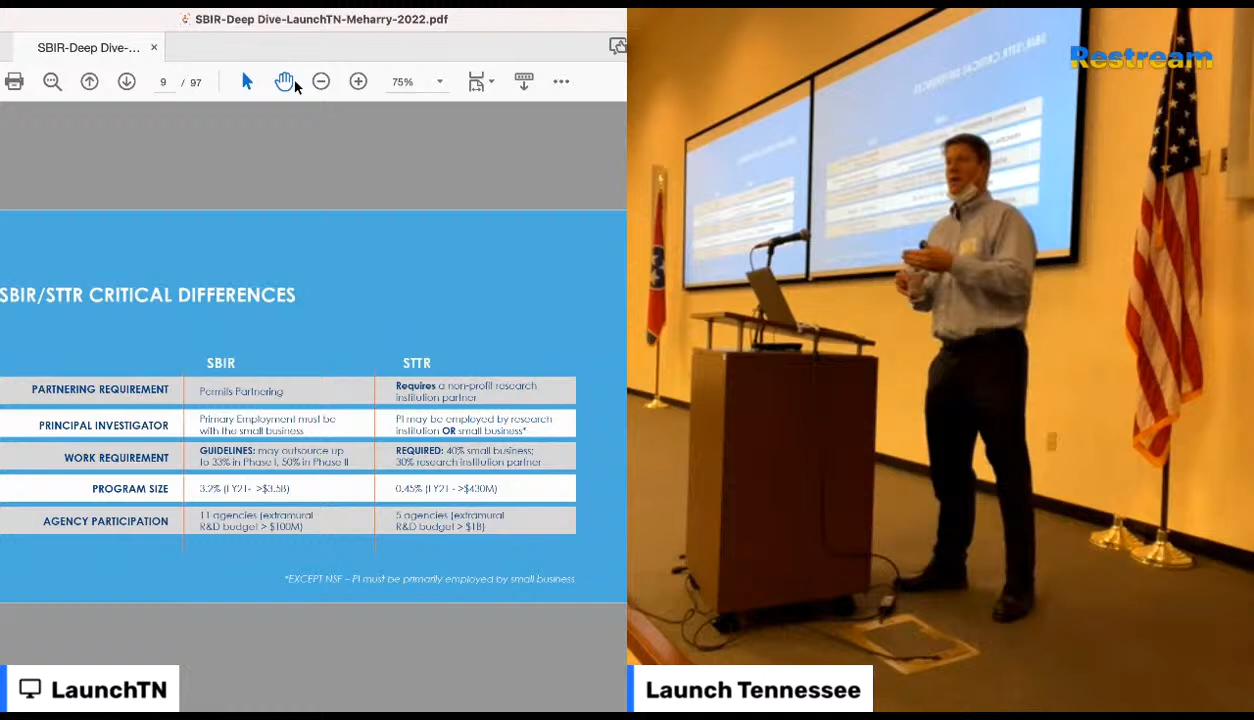 SBIR-Deep Dive-LaunchTN-Meharry-2022.pdf
SBIR-Deep Dive-... ×
9 / 97
75%
SBIR/STTR CRITICAL DIFFERENCES
SBIR STTR
PARTNERING REQUIREMENT
Permits Partnering
Requires a non-profit research
institution partner
PRINCIPAL INVESTIGATOR
Primary Employment must be
with the small business
PI may be employed by research
institution OR small business*
WORK REQUIREMENT
GUIDELINES: may outsource up
to 33% in Phase I, 50% in Phase II
REQUIRED: 40% small business;
30% research institution partner
PROGRAM SIZE
3.2% (FY21- >$3.5B)
0.45% (FY21 - >$430M)
AGENCY PARTICIPATION
11 agencies (extramural
R&D budget > $100M)
5 agencies (extramural
R&D budget > $1B)
*EXCEPT NSF – PI must be primarily employed by small business
LaunchTN
Restream
SBIR/STTR CRITICAL DIFFERENCES
Launch Tennessee